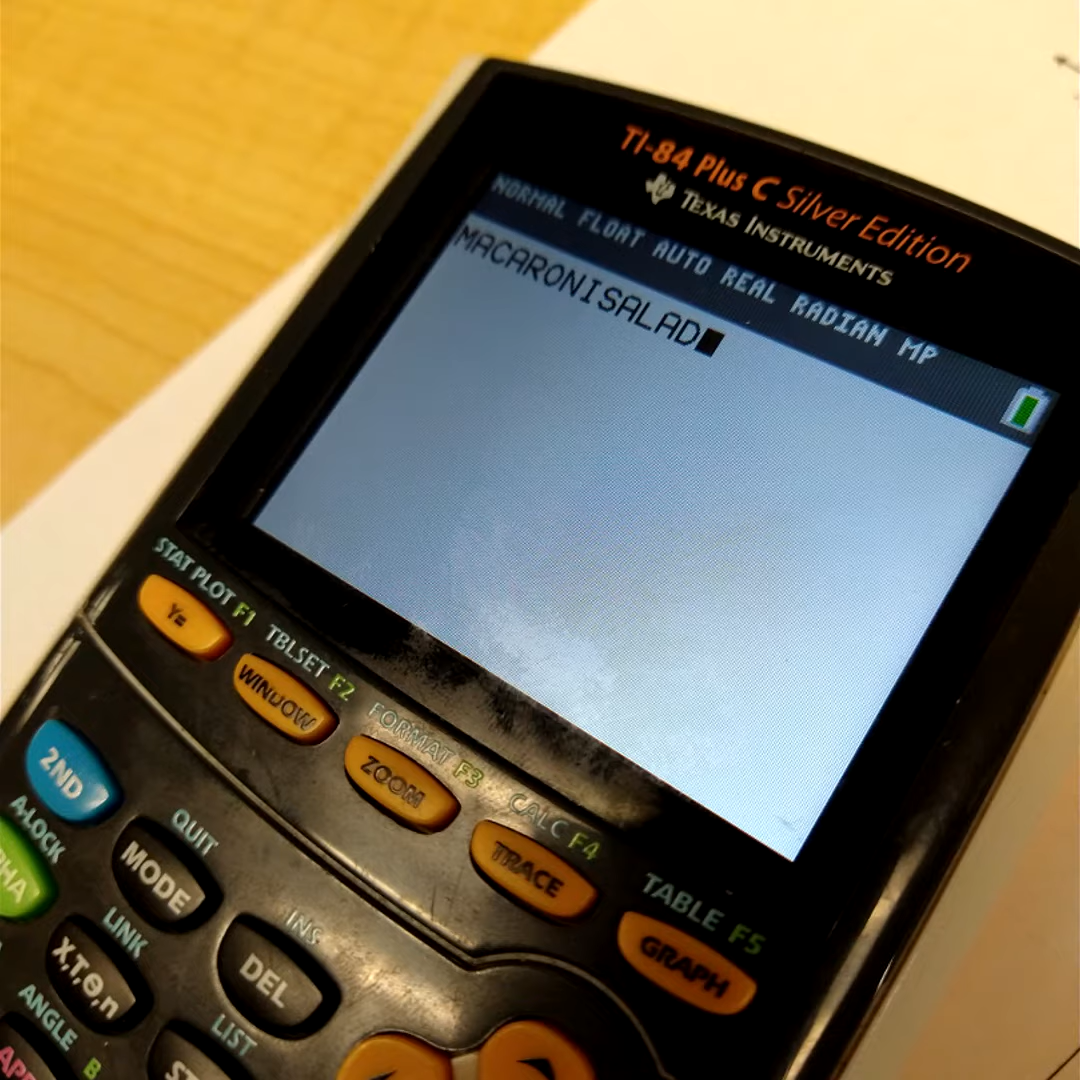 TI-84 Plus C Silver Edition
TEXAS INSTRUMENTS
NORMAL FLOAT AUTO REAL RADIAN MP
MACARONISALAD
STAT PLOT F1
TBLSET F2
FORMAT F3
CALC F4
TABLE F5
Y=
WINDOW
ZOOM
TRACE
GRAPH
2ND
QUIT
MODE
INS
DEL
A-LOCK
LINK
X,T,Θ,n
LIST
ANGLE B